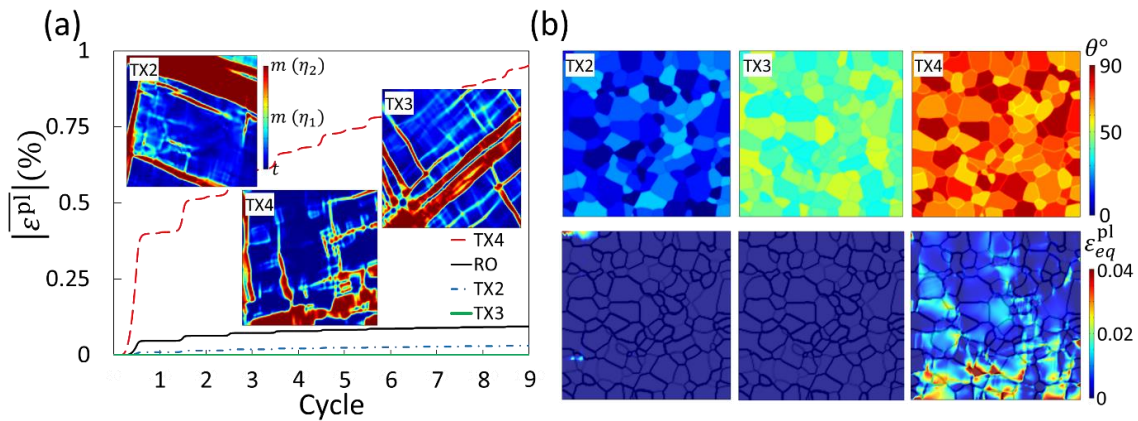 (a)
1
0.75
0.5
0.25
0
|ε̅ᵖˡ|(%)
TX2
m (η₂)
m (η₁)
t
TX3
TX4
TX4
RO
TX2
TX3
1 2 3 4 5 6 7 8 9
Cycle
(b)
TX2 TX3 TX4
θ°
90
50
0
εₑqᵖˡ
0.04
0.02
0